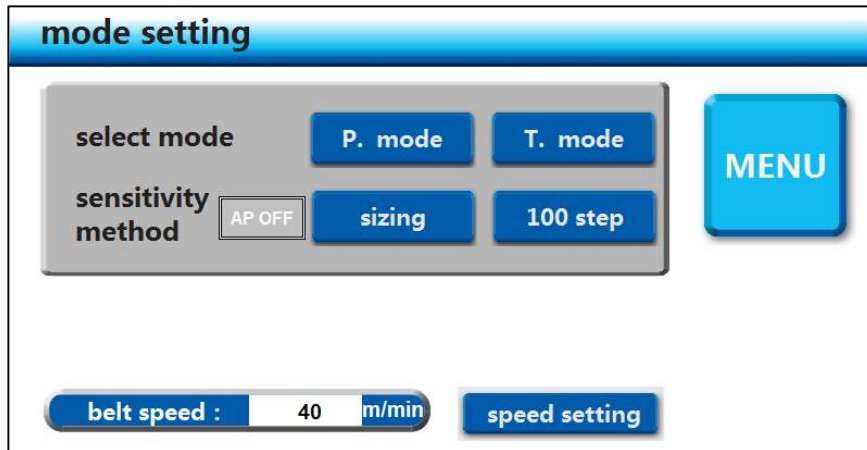 mode setting
select mode P. mode T. mode
MENU
sensitivity
method AP OFF sizing 100 step
belt speed : 40 m/min speed setting